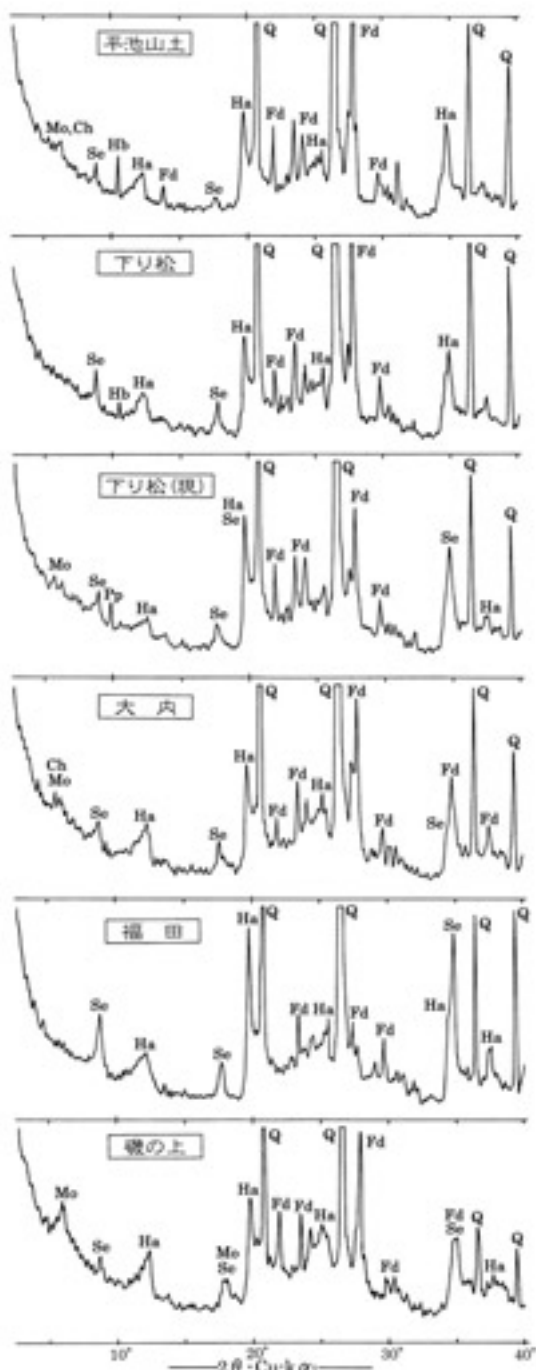 平池山土
Q Q Fd Q
Q
Ha Fd Fd Ha
Mo,Ch Se Hb Ha Fd Se Ha Fd
下り松
Q Q Fd Q
Q
Ha Fd Ha Ha
Se Hb Ha Se Fd Fd
下り松(現)
Q Q Q
Ha Se Fd Fd Fd Se Q
Mo Se Pp Ha Se Fd Ha
大内
Q Q Fd Q
Q
Ha Fd Ha Fd
Ch Mo Se Ha Se Fd Fd Se Fd
福田
Ha Q Q Se Q Q
Se Fd Ha Fd Fd Ha Ha
Ha Se
磯の上
Q Q Fd
Mo Ha Fd Fd Ha Fd Se Q Q
Se Ha Mo Se Fd Ha
10° 20° 30° 40°
2θ·Cu·kα